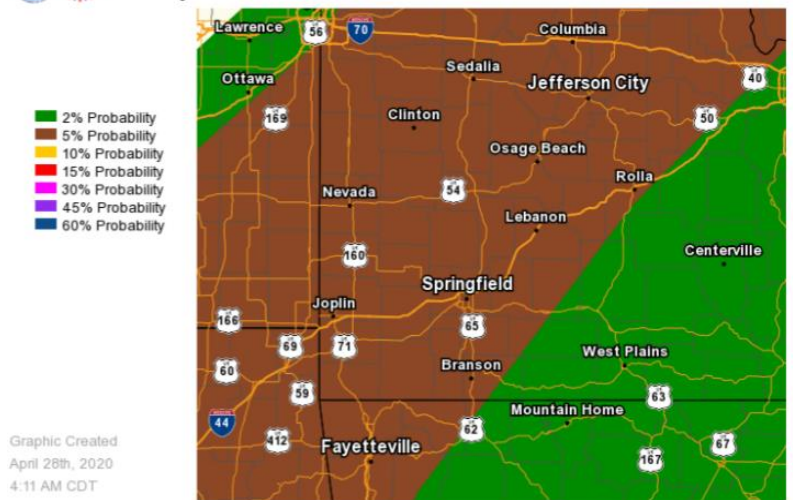 Lawrence
56
70
Columbia
Sedalia
40
Ottawa
Jefferson City
169
Clinton
50
2% Probability
5% Probability
10% Probability
15% Probability
30% Probability
45% Probability
60% Probability
Osage Beach
Rolla
Nevada
54
Lebanon
Centerville
160
Springfield
Joplin
166
65
69
71
West Plains
60
Branson
59
63
Mountain Home
44
62
412
Fayetteville
67
167
Graphic Created
April 28th, 2020
4:11 AM CDT